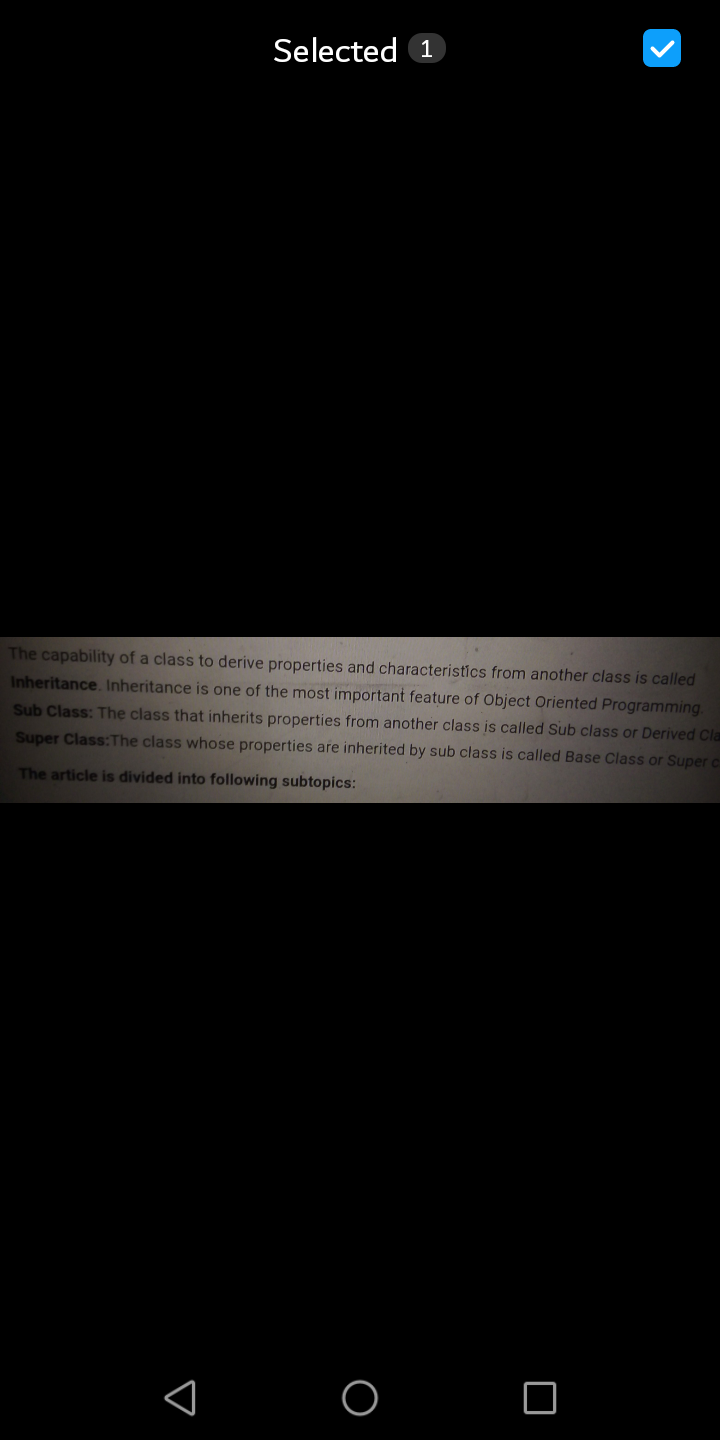 Selected 1
The capability of a class to derive properties and characteristics from another class is called
Inheritance. Inheritance is one of the most important feature of Object Oriented Programming.
Sub Class: The class that inherits properties from another class is called Sub class or Derived Cla
Super Class:The class whose properties are inherited by sub class is called Base Class or Super c
The article is divided into following subtopics: